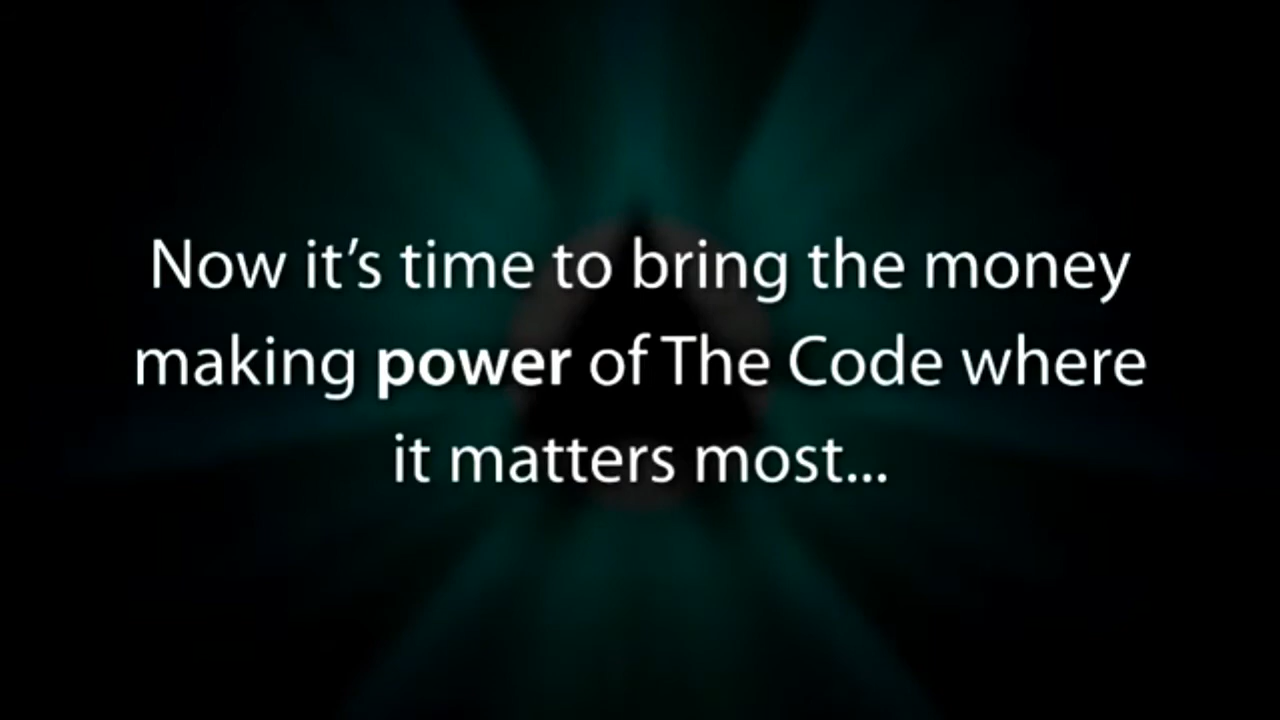 Now it’s time to bring the money
making power of The Code where
it matters most...